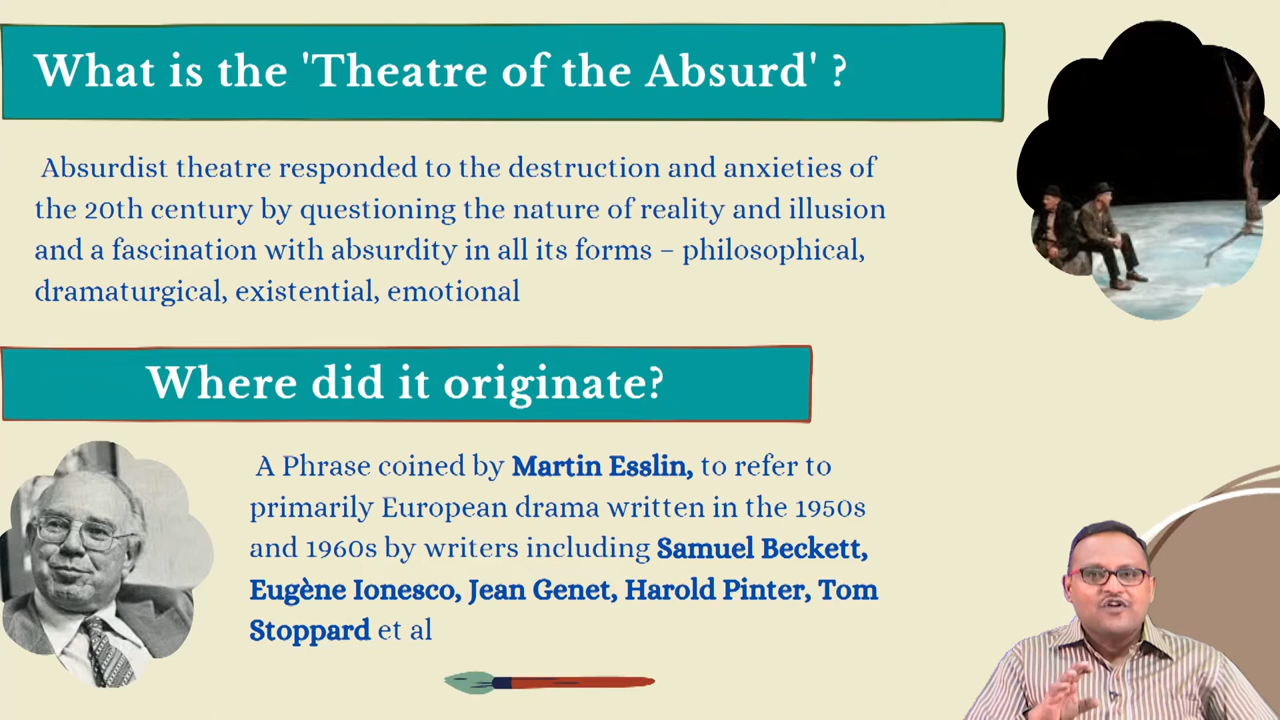 What is the 'Theatre of the Absurd' ?
Absurdist theatre responded to the destruction and anxieties of
the 20th century by questioning the nature of reality and illusion
and a fascination with absurdity in all its forms – philosophical,
dramaturgical, existential, emotional
Where did it originate?
A Phrase coined by Martin Esslin, to refer to
primarily European drama written in the 1950s
and 1960s by writers including Samuel Beckett,
Eugène Ionesco, Jean Genet, Harold Pinter, Tom
Stoppard et al